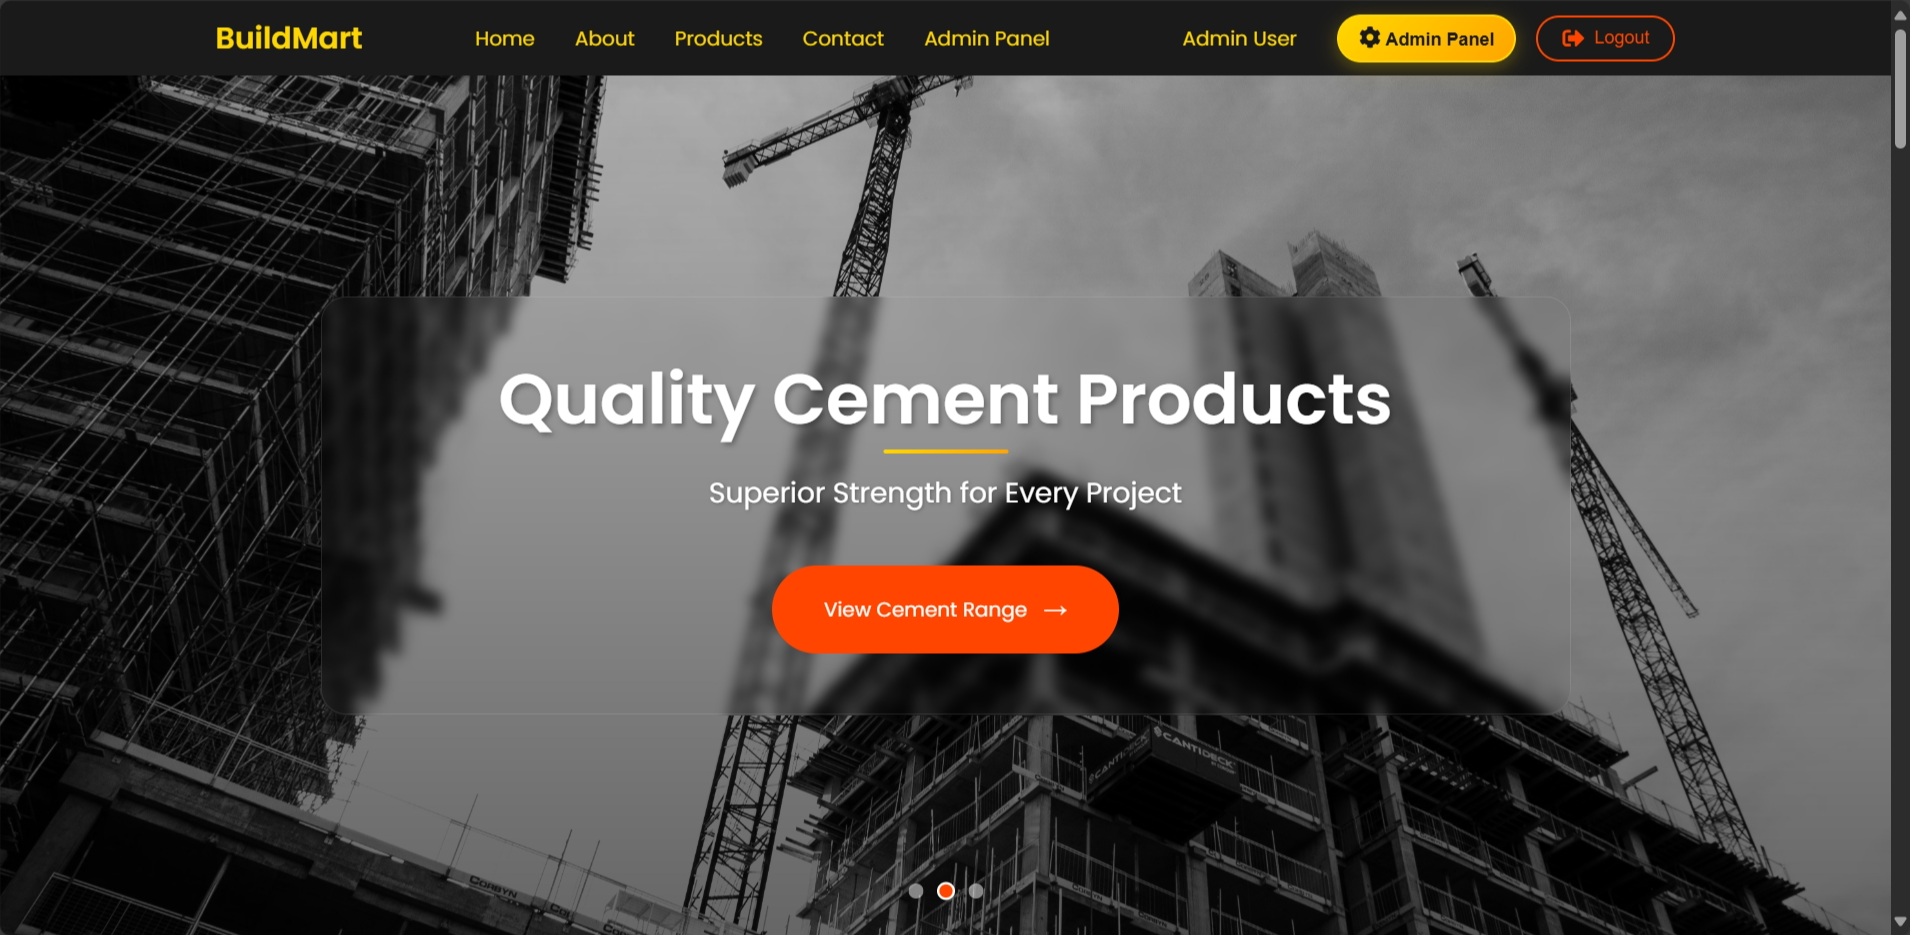 BuildMart
Home
About
Products
Contact
Admin Panel
Admin User
Admin Panel
Logout
Quality Cement Products
Superior Strength for Every Project
View Cement Range →
CANTIDECK
CANTIDECK
CORBYN